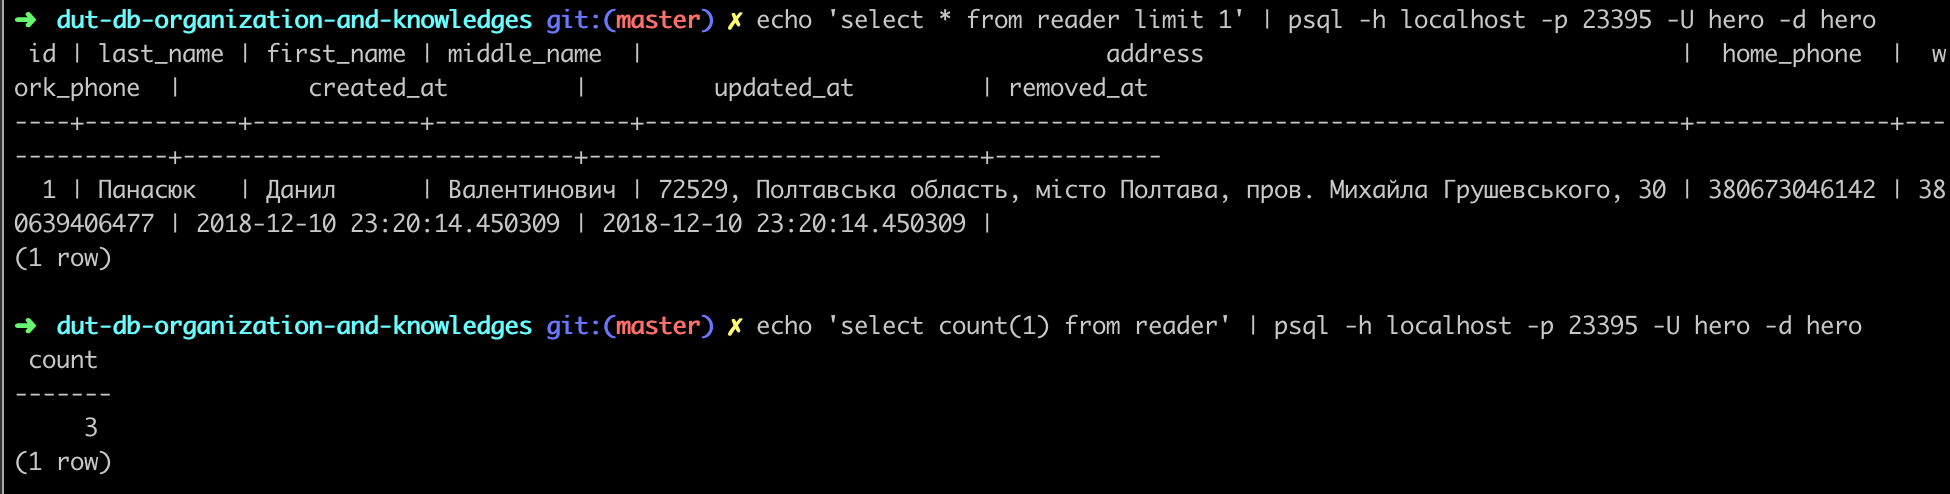 ➜ dut-db-organization-and-knowledges git:(master) ✗ echo 'select * from reader limit 1' | psql -h localhost -p 23395 -U hero -d hero
 id | last_name | first_name | middle_name  |                                 address                                  |  home_phone  |  w
ork_phone  |         created_at         |         updated_at         | removed_at
----+-----------+------------+--------------+--------------------------------------------------------------------------+--------------+---
-----------+----------------------------+----------------------------+------------
  1 | Панасюк   | Данил      | Валентинович | 72529, Полтавська область, місто Полтава, пров. Михайла Грушевського, 30 | 380673046142 | 38
0639406477 | 2018-12-10 23:20:14.450309 | 2018-12-10 23:20:14.450309 |
(1 row)

➜ dut-db-organization-and-knowledges git:(master) ✗ echo 'select count(1) from reader' | psql -h localhost -p 23395 -U hero -d hero
 count
-------
     3
(1 row)